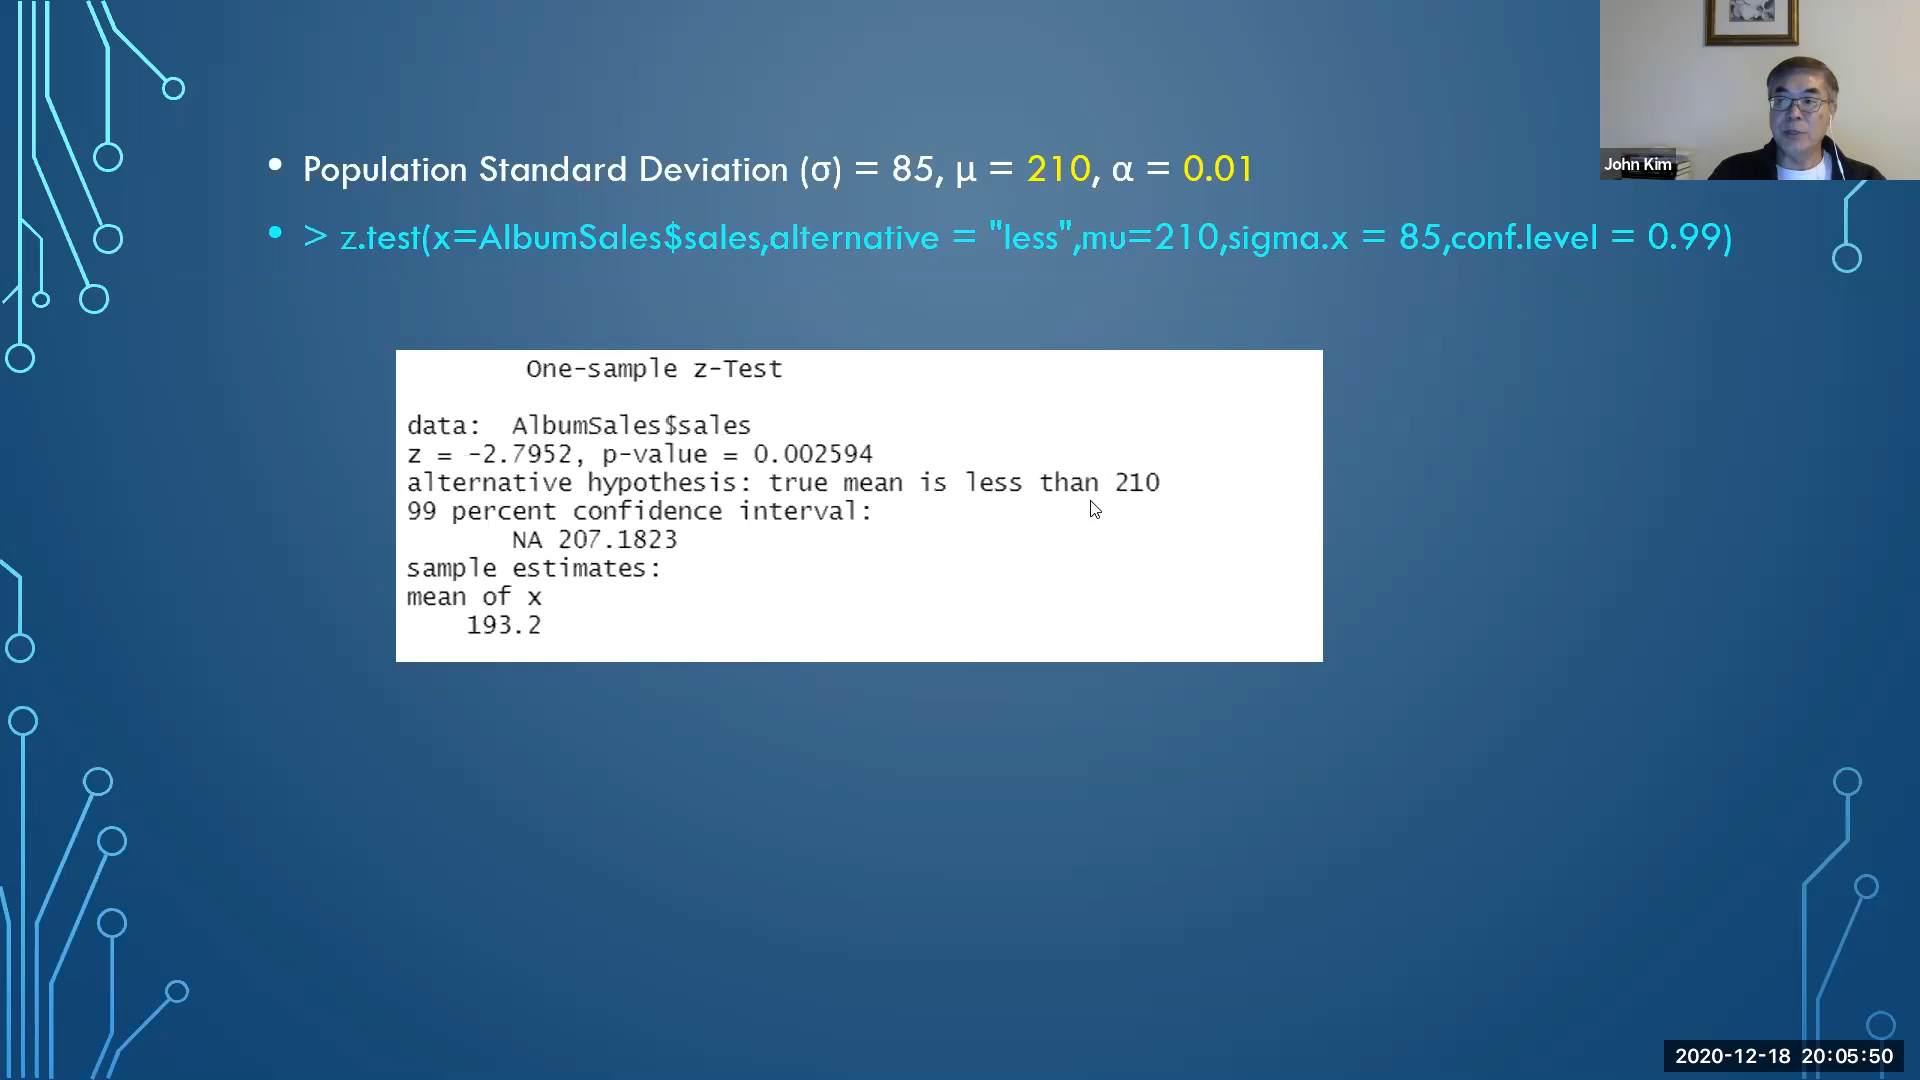 John Kim
• Population Standard Deviation (σ) = 85, μ = 210, α = 0.01
• > z.test(x=AlbumSales$sales,alternative = "less",mu=210,sigma.x = 85,conf.level = 0.99)
One-sample z-Test
data:  AlbumSales$sales
z = -2.7952, p-value = 0.002594
alternative hypothesis: true mean is less than 210
99 percent confidence interval:
NA 207.1823
sample estimates:
mean of x
193.2
2020-12-18 20:05:50